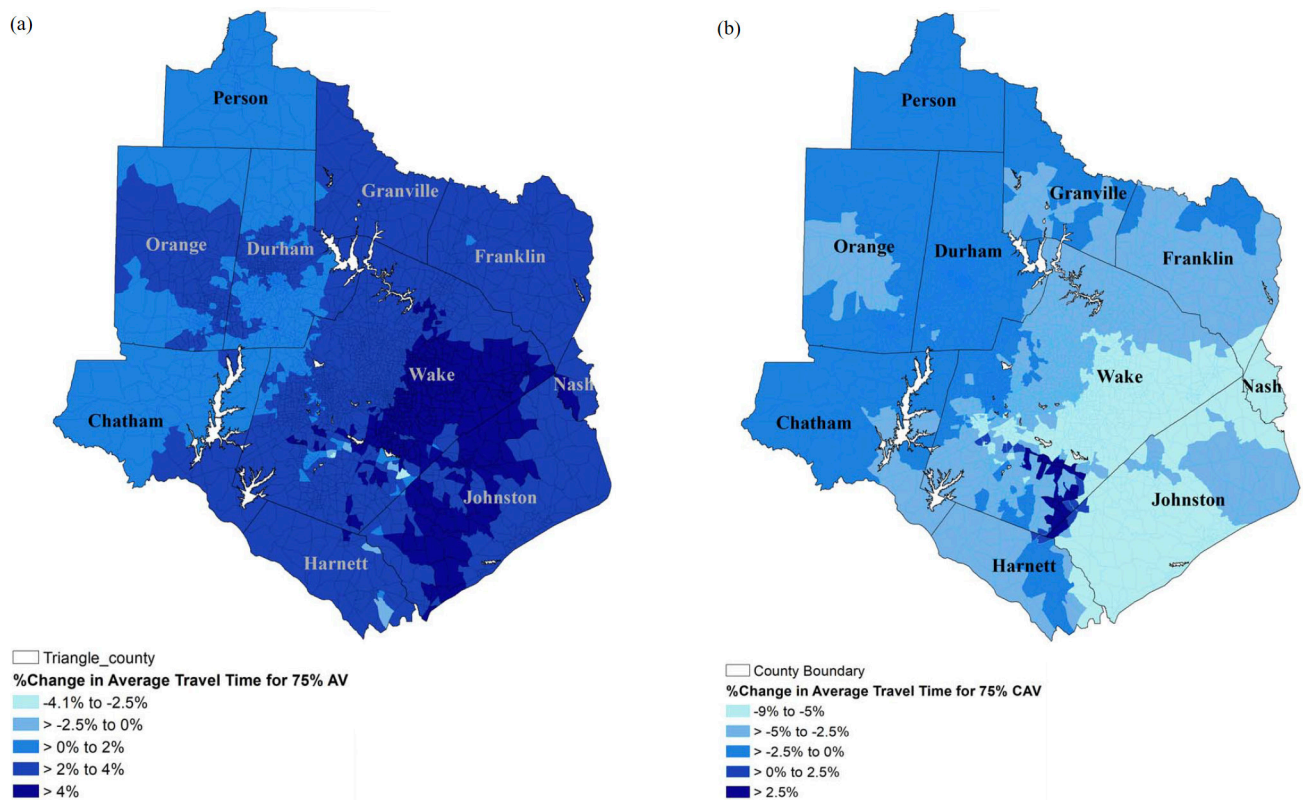 (a)
Person
Granville
Orange
Durham
Franklin
Wake
Nash
Chatham
Johnston
Harnett
Triangle_county
%Change in Average Travel Time for 75% AV
-4.1% to -2.5%
> -2.5% to 0%
> 0% to 2%
> 2% to 4%
> 4%
(b)
Person
Granville
Orange
Durham
Franklin
Wake
Nash
Chatham
Johnston
Harnett
County Boundary
%Change in Average Travel Time for 75% CAV
-9% to -5%
> -5% to -2.5%
> -2.5% to 0%
> 0% to 2.5%
> 2.5%